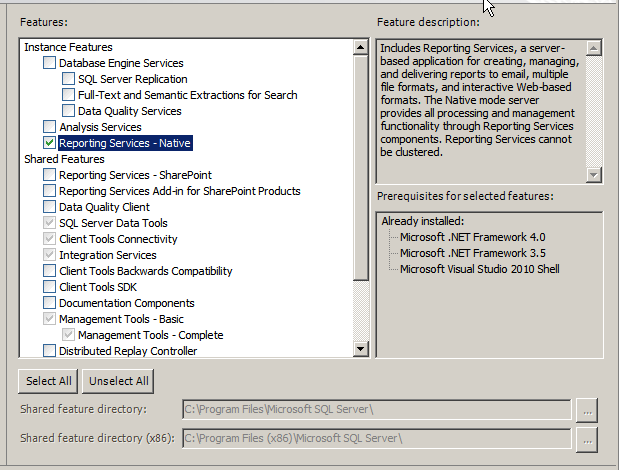 Features:
Instance Features
Database Engine Services
SQL Server Replication
Full-Text and Semantic Extractions for Search
Data Quality Services
Analysis Services
Reporting Services - Native
Shared Features
Reporting Services - SharePoint
Reporting Services Add-in for SharePoint Products
Data Quality Client
SQL Server Data Tools
Client Tools Connectivity
Integration Services
Client Tools Backwards Compatibility
Client Tools SDK
Documentation Components
Management Tools - Basic
Management Tools - Complete
Distributed Replay Controller
Feature description:
Includes Reporting Services, a server-
based application for creating, managing,
and delivering reports to email, multiple
file formats, and interactive Web-based
formats. The Native mode server
provides all processing and management
functionality through Reporting Services
components. Reporting Services cannot
be clustered.
Prerequisites for selected features:
Already installed:
Microsoft .NET Framework 4.0
Microsoft .NET Framework 3.5
Microsoft Visual Studio 2010 Shell
Select All
Unselect All
Shared feature directory:
C:\Program Files\Microsoft SQL Server\
...
Shared feature directory (x86):
C:\Program Files (x86)\Microsoft SQL Server\
...